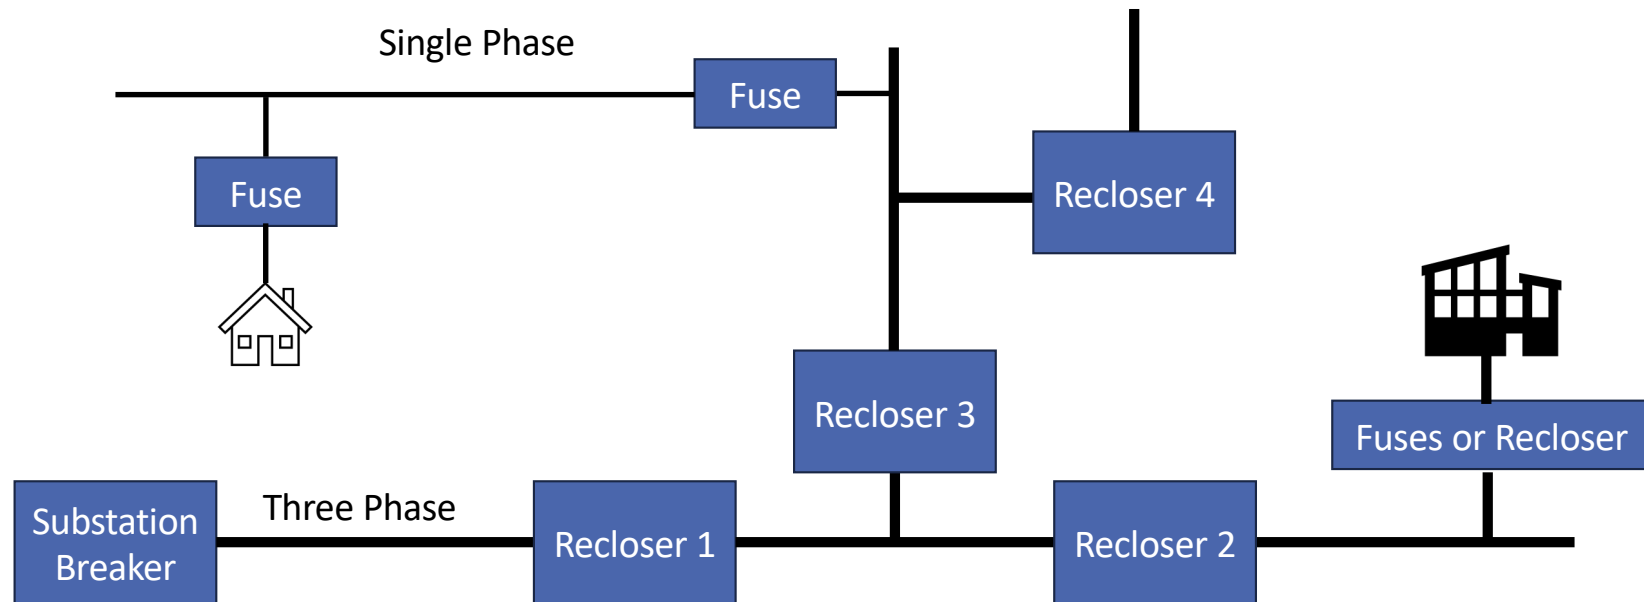 Single Phase
Fuse
Fuse
Recloser 4
Recloser 3
Fuses or Recloser
Substation
Breaker
Three Phase
Recloser 1
Recloser 2